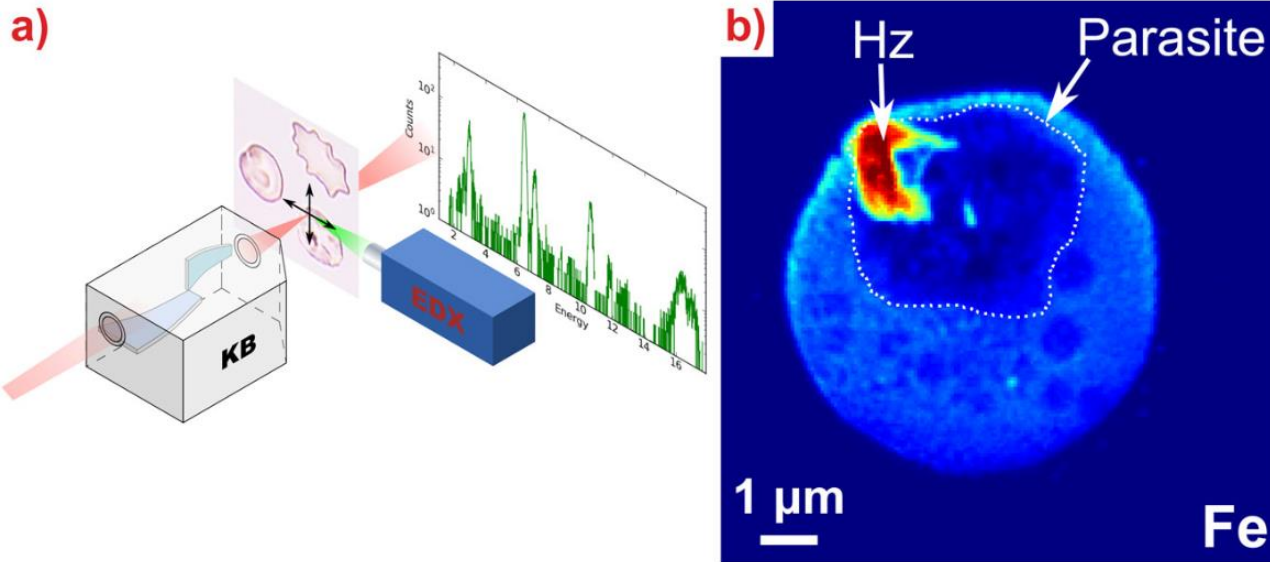 a)
Counts
10²
10¹
10⁰
2
4
6
8
10
12
14
16
Energy
KB
EDX
b)
Hz
Parasite
1 µm
Fe